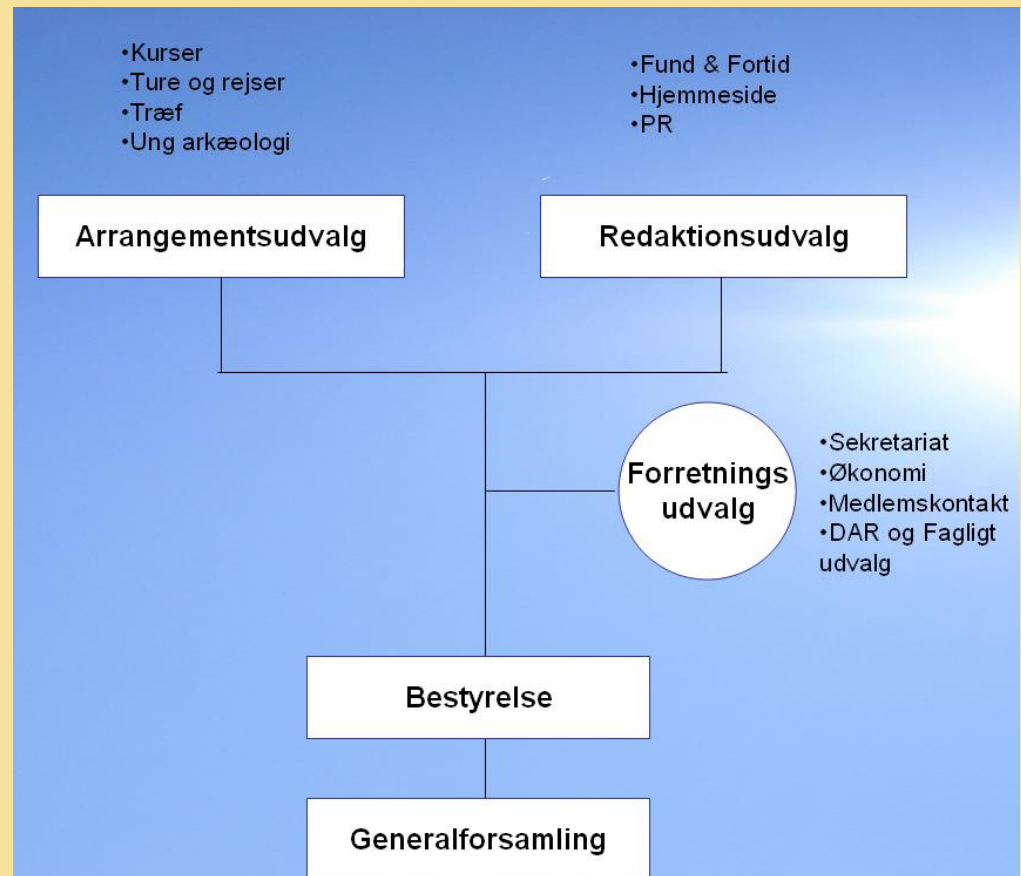 •Kurser
•Ture og rejser
•Træf
•Ung arkæologi
•Fund & Fortid
•Hjemmeside
•PR
Arrangementsudvalg
Redaktionsudvalg
Forretnings
udvalg
•Sekretariat
•Økonomi
•Medlemskontakt
•DAR og Fagligt
udvalg
Bestyrelse
Generalforsamling